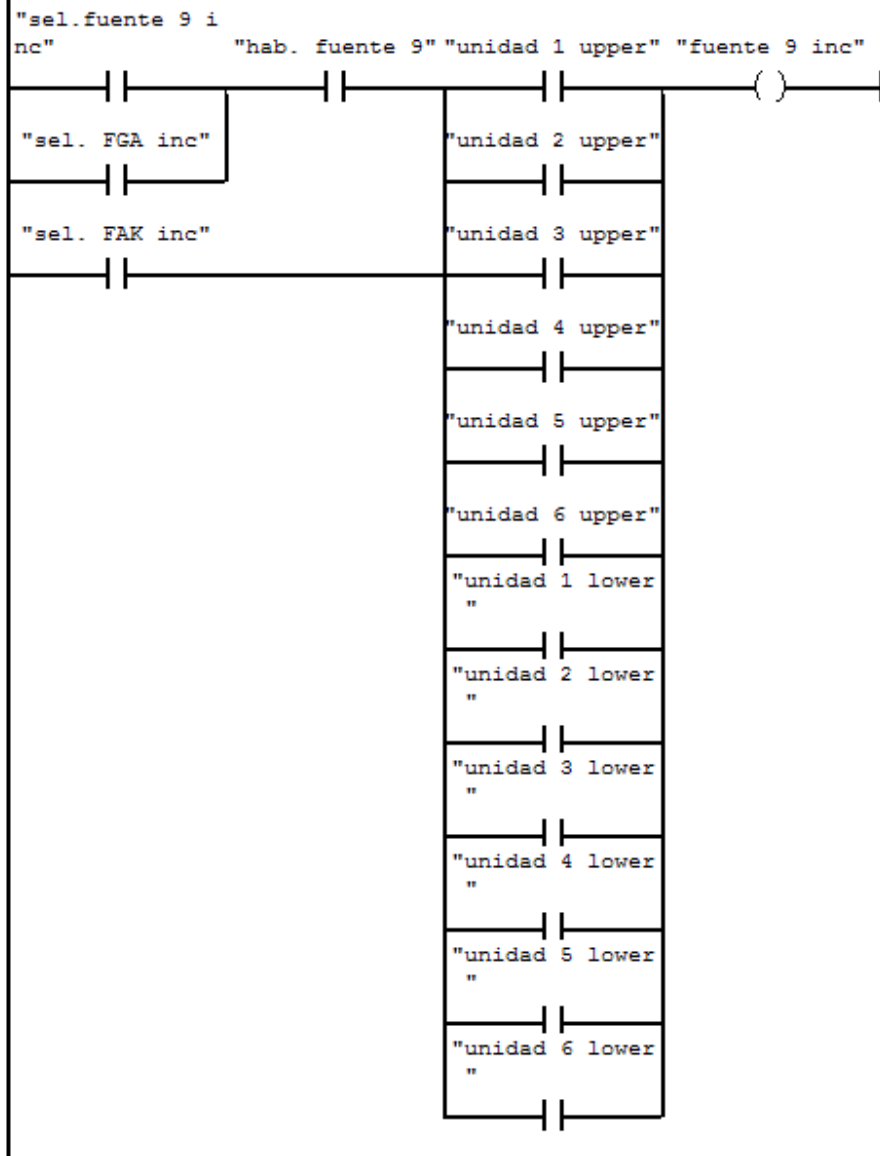 "sel.fuente 9 i
nc"
"hab. fuente 9"
"unidad 1 upper"
"fuente 9 inc"
"sel. FGA inc"
"unidad 2 upper"
"sel. FAK inc"
"unidad 3 upper"
"unidad 4 upper"
"unidad 5 upper"
"unidad 6 upper"
"unidad 1 lower
"
"unidad 2 lower
"
"unidad 3 lower
"
"unidad 4 lower
"
"unidad 5 lower
"
"unidad 6 lower
"